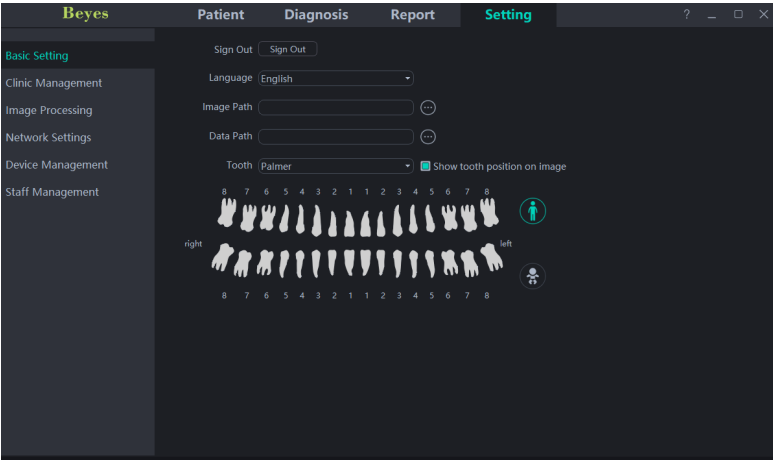 Beyes Patient Diagnosis Report Setting ?
Basic Setting
Clinic Management
Image Processing
Network Settings
Device Management
Staff Management
Sign Out Sign Out
Language English
Image Path
Data Path
Tooth Palmer Show tooth position on image
8 7 6 5 4 3 2 1 1 2 3 4 5 6 7 8
right left
8 7 6 5 4 3 2 1 1 2 3 4 5 6 7 8